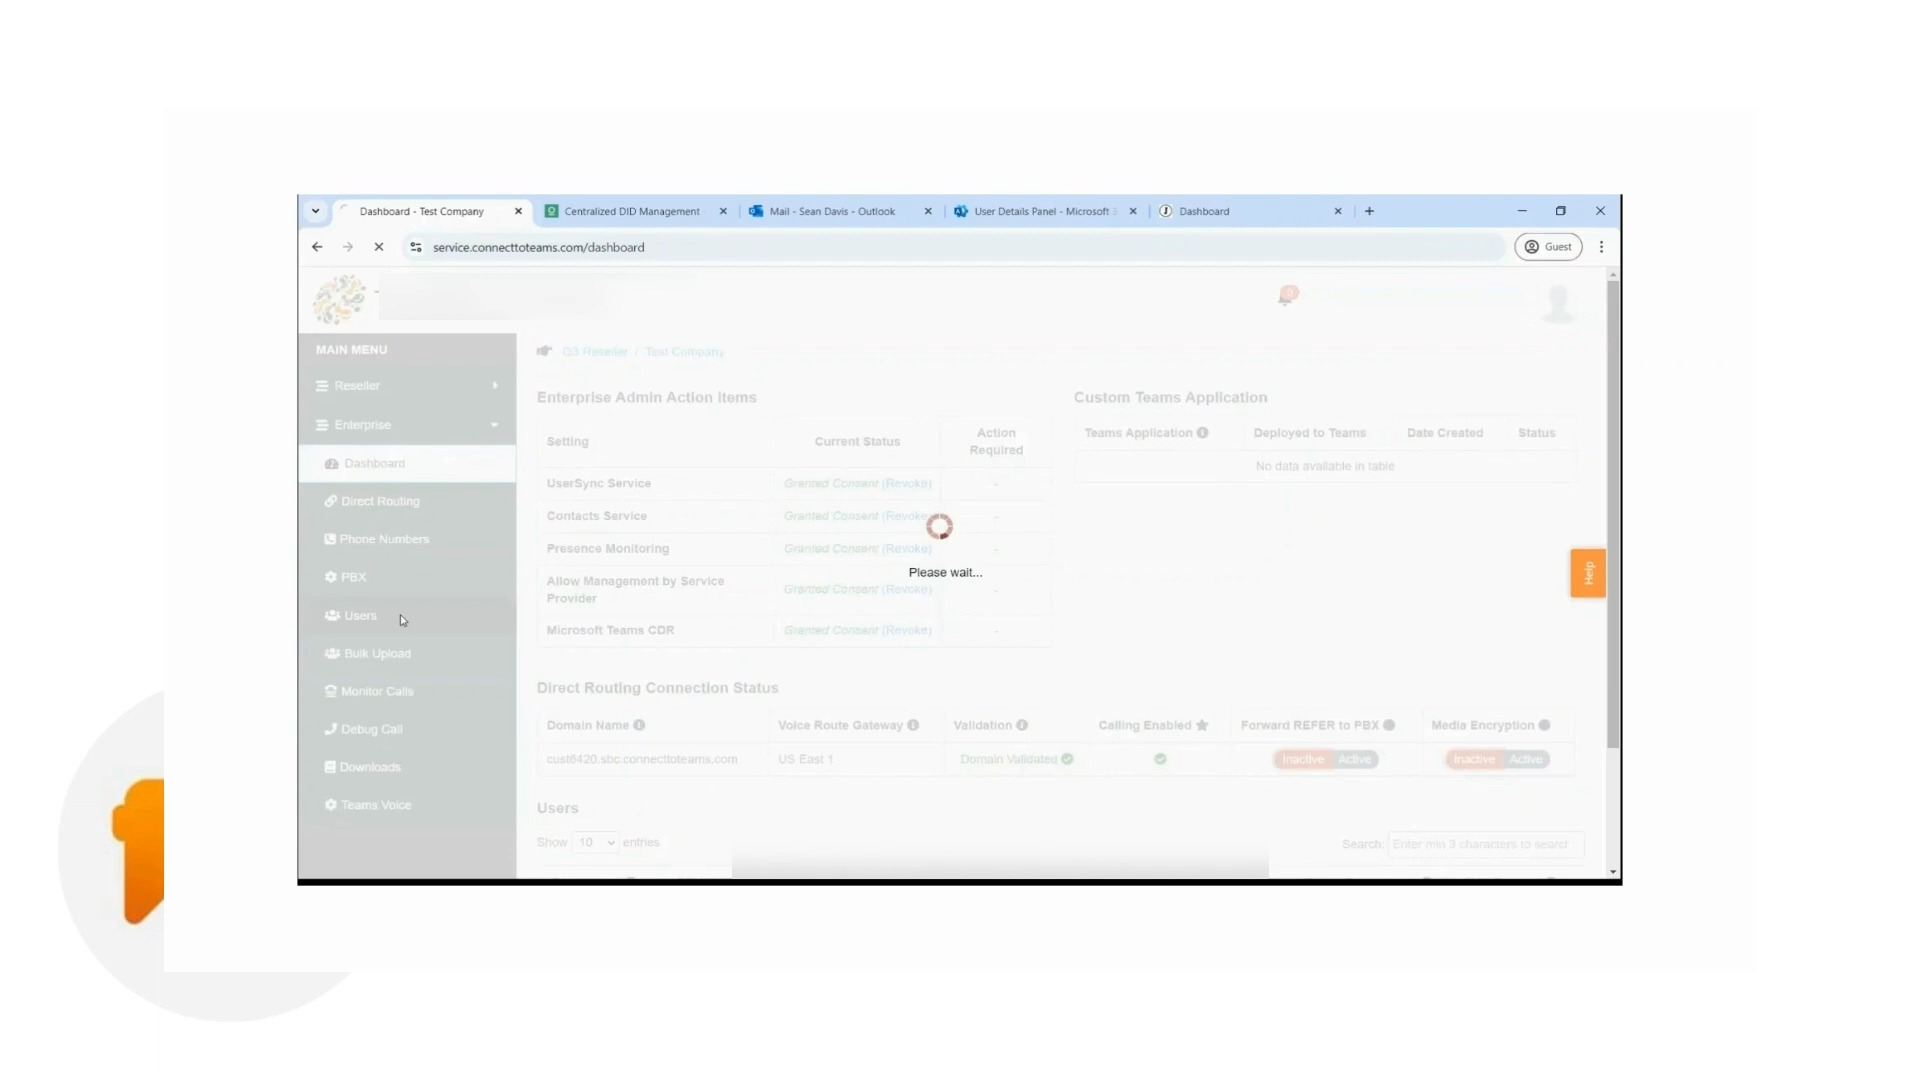 Dashboard - Test Company
Centralized DID Management
Mail - Sean Davis - Outlook
User Details Panel - Microsoft 3
Dashboard
service.connecttoteams.com/dashboard
Guest
MAIN MENU
Q3 Reseller / Test Company
Reseller
Enterprise
Dashboard
Direct Routing
Phone Numbers
PBX
Users
Bulk Upload
Monitor Calls
Debug Call
Downloads
Teams Voice
Enterprise Admin Action Items
Setting Current Status Action Required
UserSync Service Granted Consent (Revoke) -
Contacts Service Granted Consent (Revoke) -
Presence Monitoring Granted Consent (Revoke) -
Allow Management by Service Provider Granted Consent (Revoke) -
Microsoft Teams CDR Granted Consent (Revoke) -
Please wait...
Custom Teams Application
Teams Application Deployed to Teams Date Created Status
No data available in table
Help
Direct Routing Connection Status
Domain Name Voice Route Gateway Validation Calling Enabled Forward REFER to PBX Media Encryption
cust6420.sbc.connecttoteams.com US East 1 Domain Validated Inactive Active Inactive Active
Users
Show 10 entries
Search: Enter min 3 characters to search